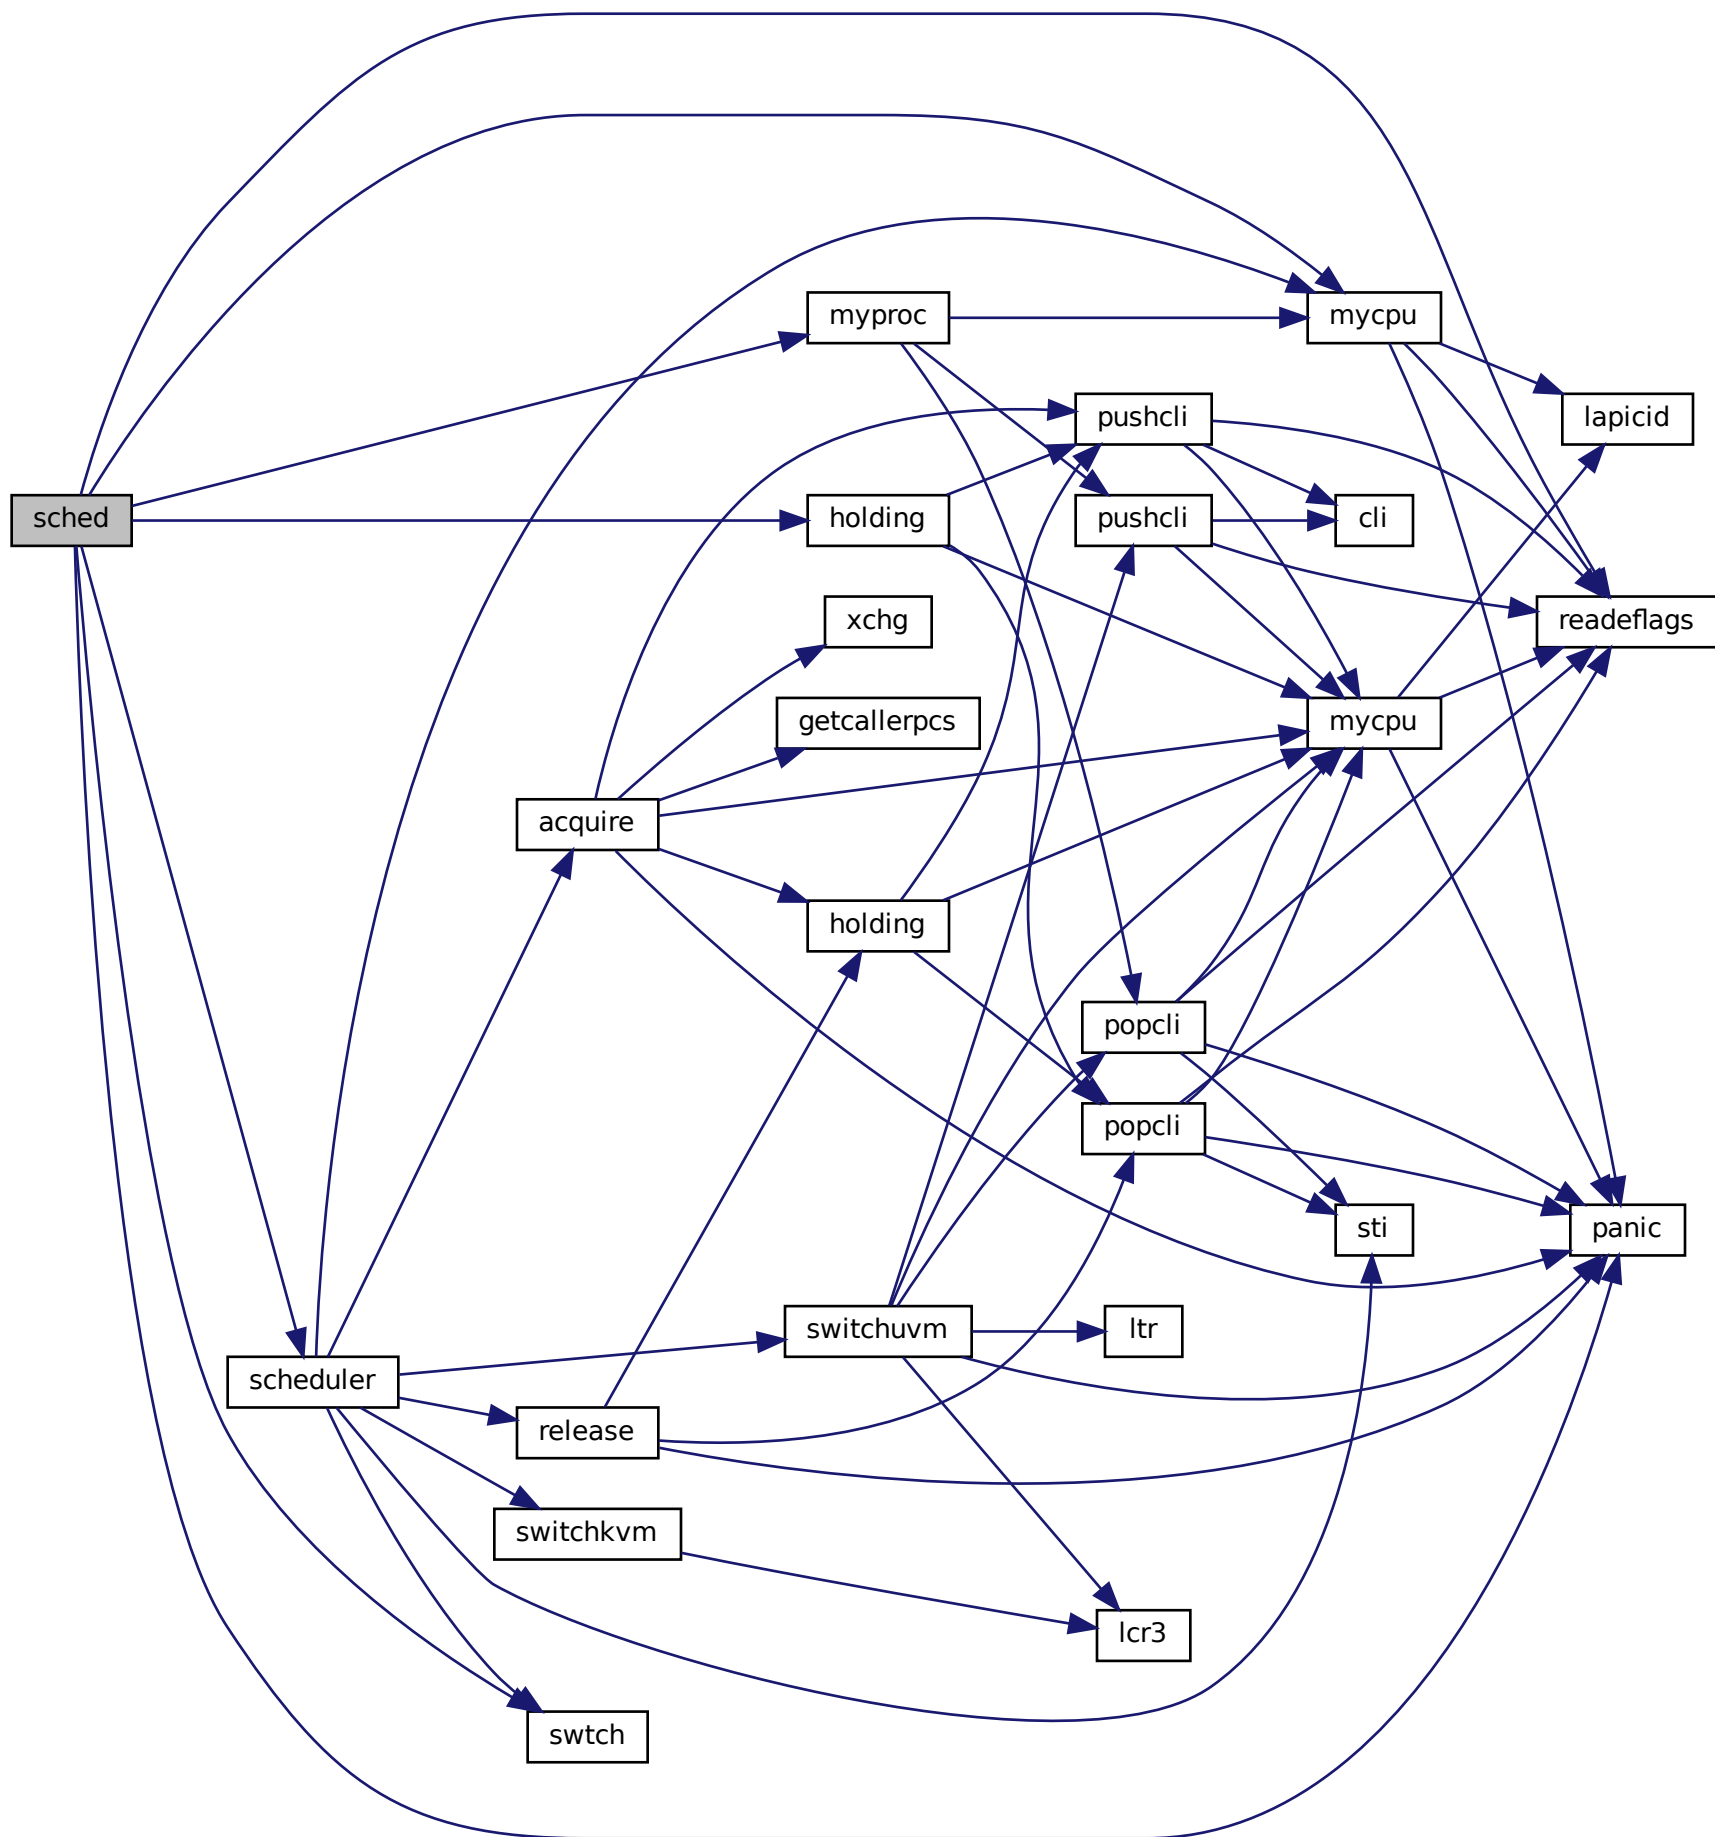 sched
myproc
mycpu
pushcli
lapicid
holding
pushcli
cli
xchg
readeflags
getcallerpcs
mycpu
acquire
holding
popcli
popcli
sti
panic
switchuvm
ltr
scheduler
release
switchkvm
lcr3
swtch